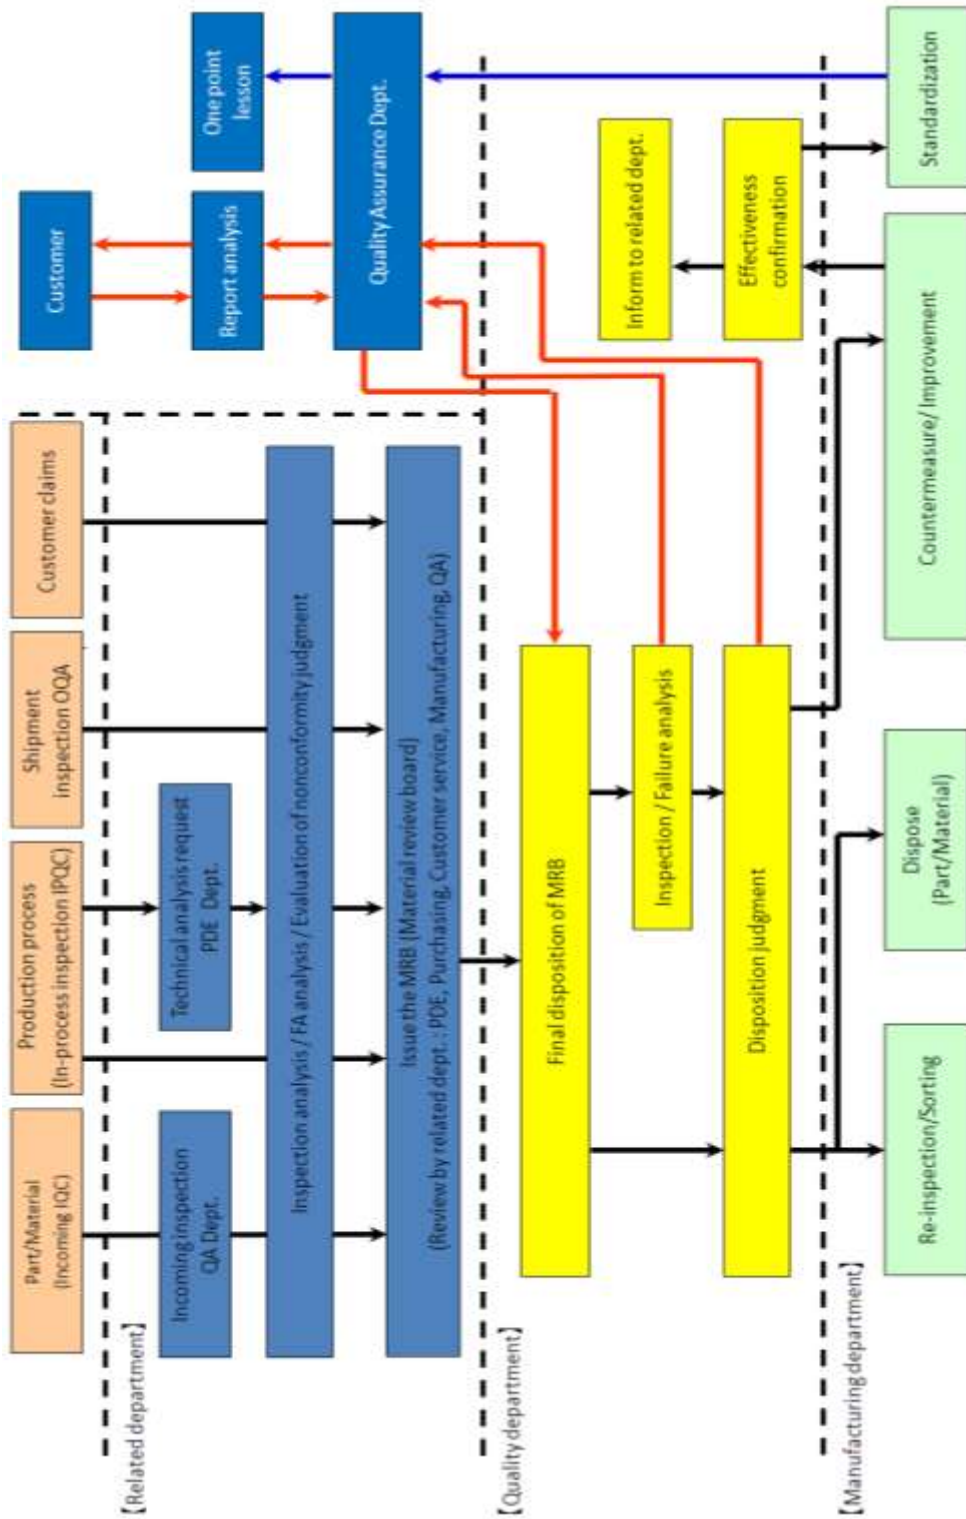 Part/Material
(Incoming IQC)
Production process
(In-process inspection IPQC)
Shipment
inspection OQA
Customer claims
Customer
【Related department】
Incoming inspection
QA Dept.
Technical analysis request
PDE Dept.
Report analysis
One point
lesson
Inspection analysis / FA analysis / Evaluation of nonconformity judgment
Issue the MRB (Material review board)
(Review by related dept. : PDE, Purchasing, Customer service, Manufacturing, QA)
Quality Assurance Dept.
【Quality department】
Final disposition of MRB
Inspection / Failure analysis
Inform to related dept.
Disposition judgment
Effectiveness
confirmation
【Manufacturing department】
Re-inspection/Sorting
Dispose
(Part/Material)
Countermeasure/ Improvement
Standardization